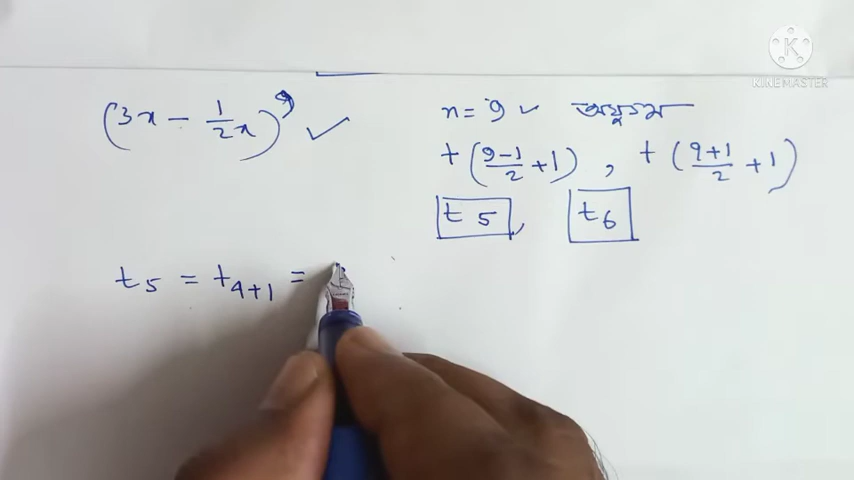 (3x - 1/2x)^9 ✓
n = 9 ✓ অযুগ্ম
t(9-1/2 + 1), t(9+1/2 + 1)
t5, t6
t5 = t4+1 =
K
KINEMASTER